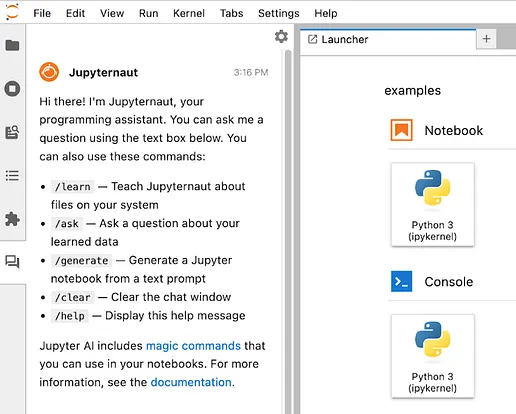 File Edit View Run Kernel Tabs Settings Help
Jupyternaut 3:16 PM
Hi there! I'm Jupyternaut, your
programming assistant. You can ask me a
question using the text box below. You
can also use these commands:
• /learn — Teach Jupyternaut about
files on your system
• /ask — Ask a question about your
learned data
• /generate — Generate a Jupyter
notebook from a text prompt
• /clear — Clear the chat window
• /help — Display this help message
Jupyter AI includes magic commands that
you can use in your notebooks. For more
information, see the documentation.
Launcher
examples
Notebook
Python 3
(ipykernel)
Console
Python 3
(ipykernel)